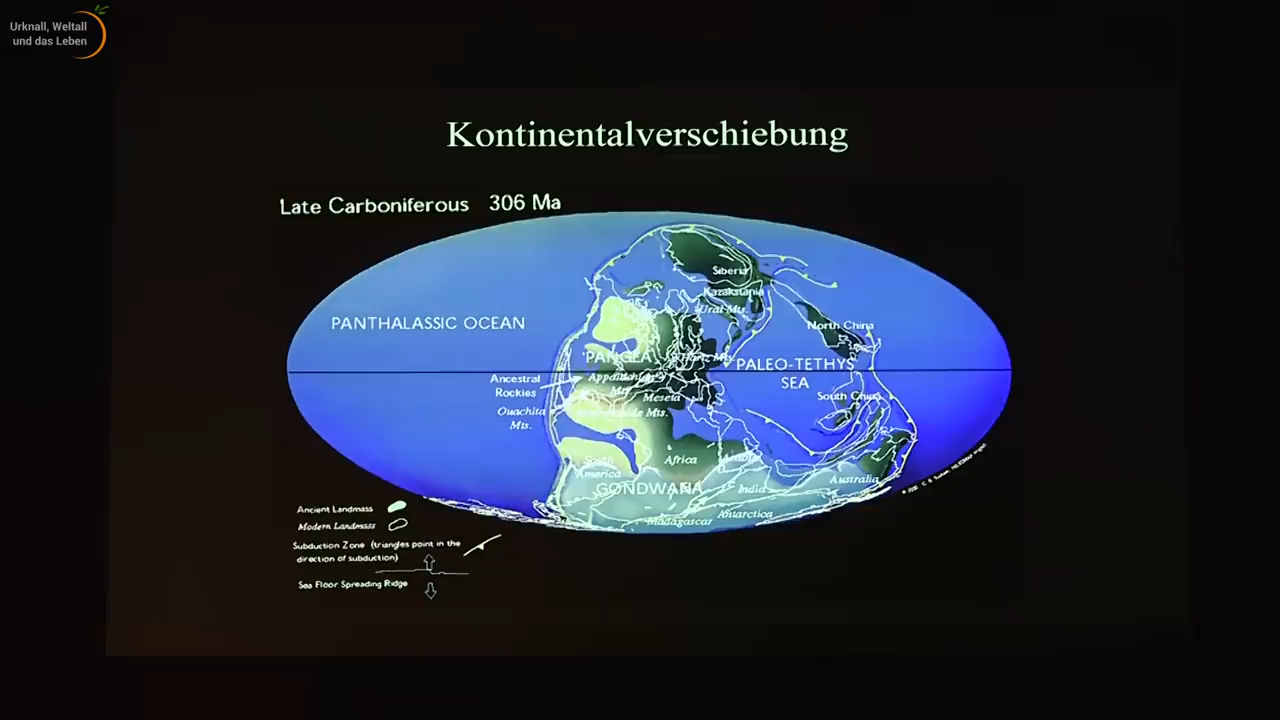 Urknall, Weltall
und das Leben
Kontinentalverschiebung
Late Carboniferous 306 Ma
Siberia
Kazakstania
Ural Mts.
North China
PANTHALASSIC OCEAN
PANGEA
PALEO-TETHYS
SEA
Ancestral
Rockies
Appalachian
Mts.
Meseta
South China
Ouachita
Mts.
Mts.
South
America
Africa
Arabia
GONDWANA
India
Australia
Antarctica
Madagascar
Ancient Landmass
Modern Landmass
Subduction Zone (triangles point in the
direction of subduction)
Sea Floor Spreading Ridge